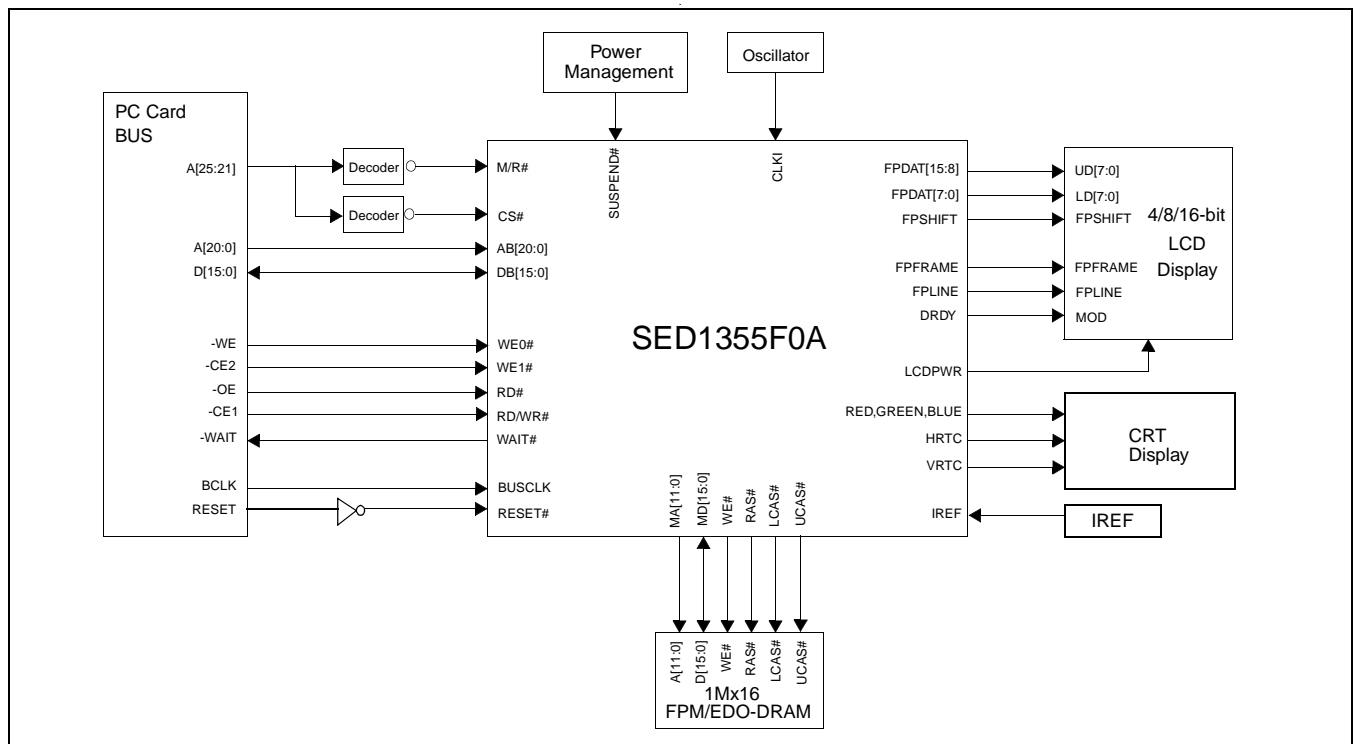 Power
Management
Oscillator
PC Card
BUS
A[25:21]
Decoder
M/R#
Decoder
CS#
A[20:0]
AB[20:0]
D[15:0]
DB[15:0]
-WE
WE0#
-CE2
WE1#
-OE
RD#
-CE1
RD/WR#
-WAIT
WAIT#
BCLK
BUSCLK
RESET
RESET#
SUSPEND#
CLKI
SED1355F0A
FPDAT[15:8]
UD[7:0]
FPDAT[7:0]
LD[7:0]
FPSHIFT
FPSHIFT
4/8/16-bit
LCD
Display
FPFRAME
FPFRAME
FPLINE
FPLINE
DRDY
MOD
LCDPWR
RED,GREEN,BLUE
HRTC
VRTC
CRT
Display
IREF
IREF
MA[11:0]
MD[15:0]
WE#
RAS#
LCAS#
UCAS#
A[11:0]
D[15:0]
WE#
RAS#
LCAS#
UCAS#
1Mx16
FPM/EDO-DRAM